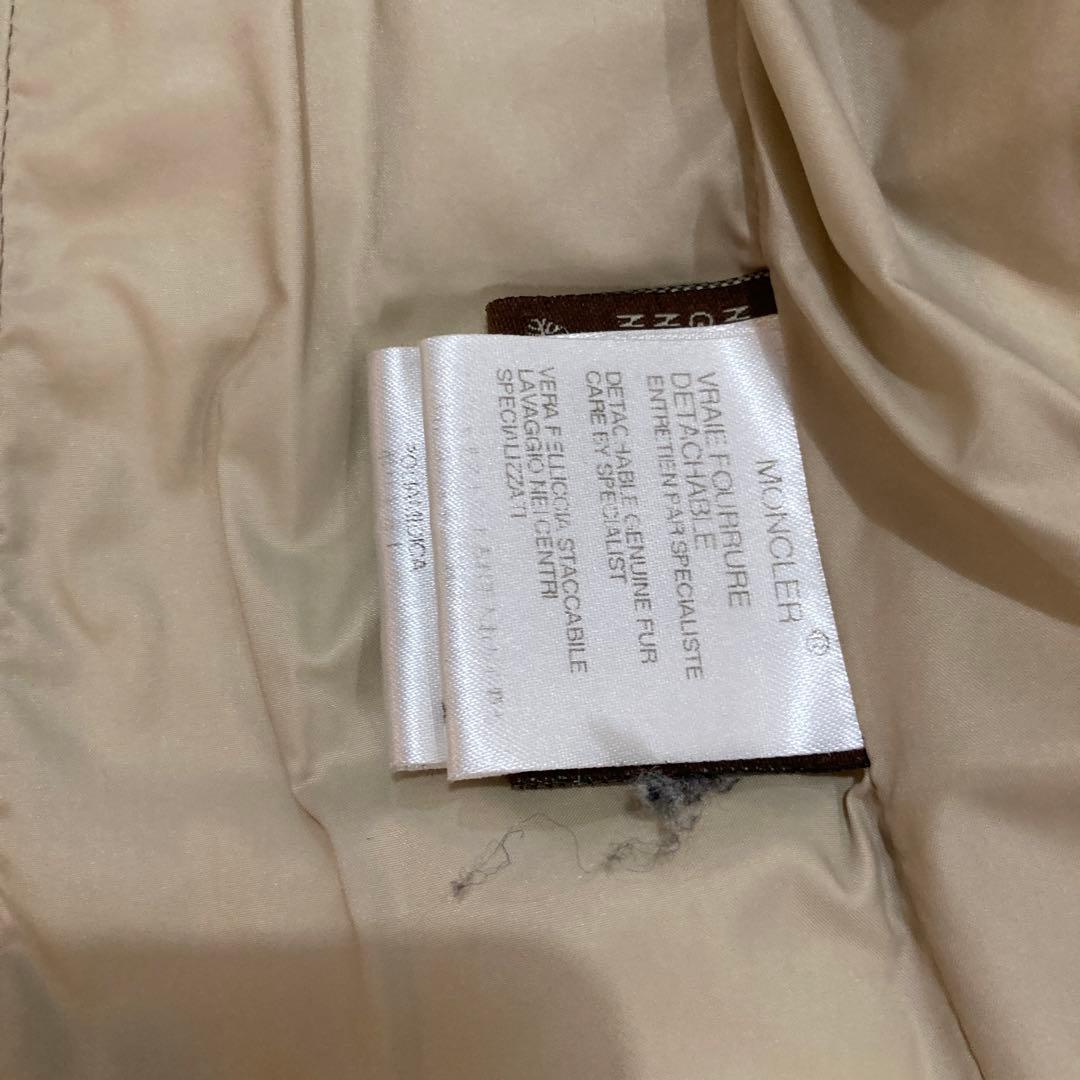 MONCLER ®
VRAIE FOURRURE
DETACHABLE
ENTRETIEN PAR SPECIALISTE
DETACHABLE GENUINE FUR
CARE BY SPECIALIST
VERA PELLICCIA STACCABILE
LAVAGGIO NEI CENTRI
SPECIALIZZATI